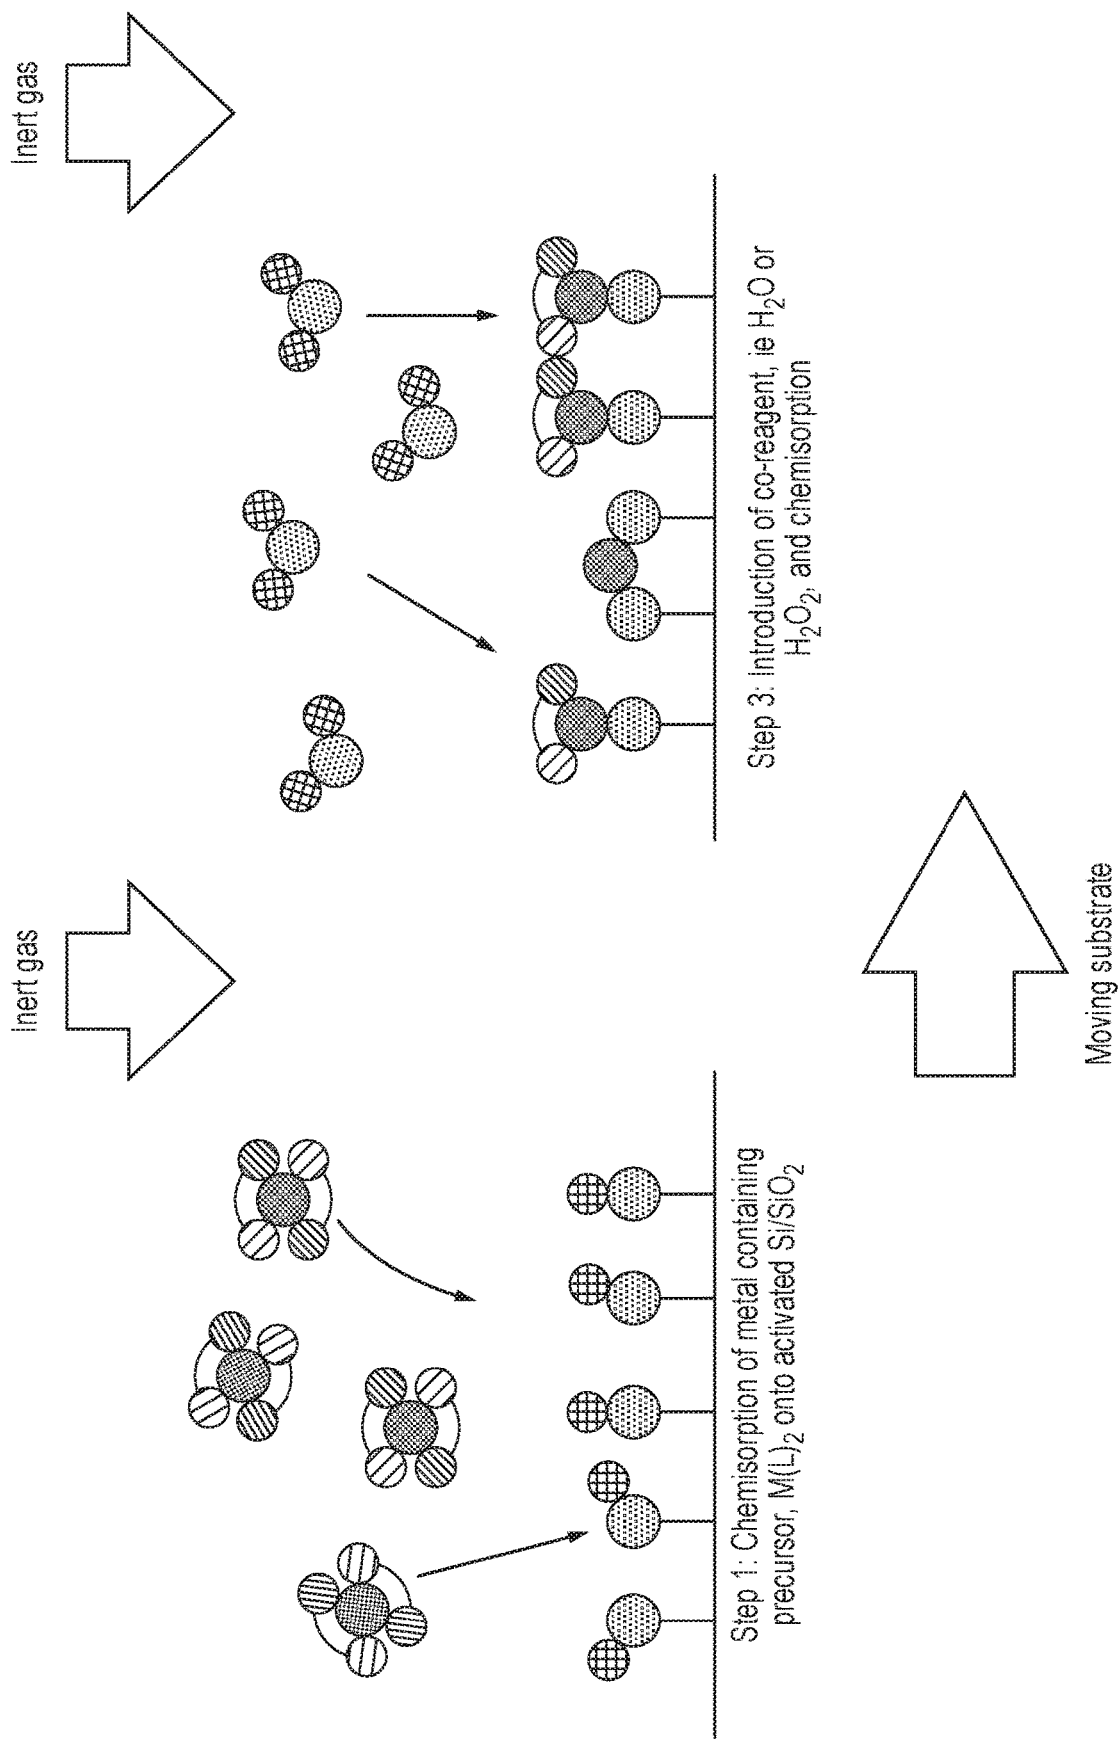 Inert gas
Inert gas
Step 1: Chemisorption of metal containing
precursor, M(L)₂ onto activated Si/SiO₂
Step 3: Introduction of co-reagent, ie H₂O or
H₂O₂, and chemisorption
Moving substrate